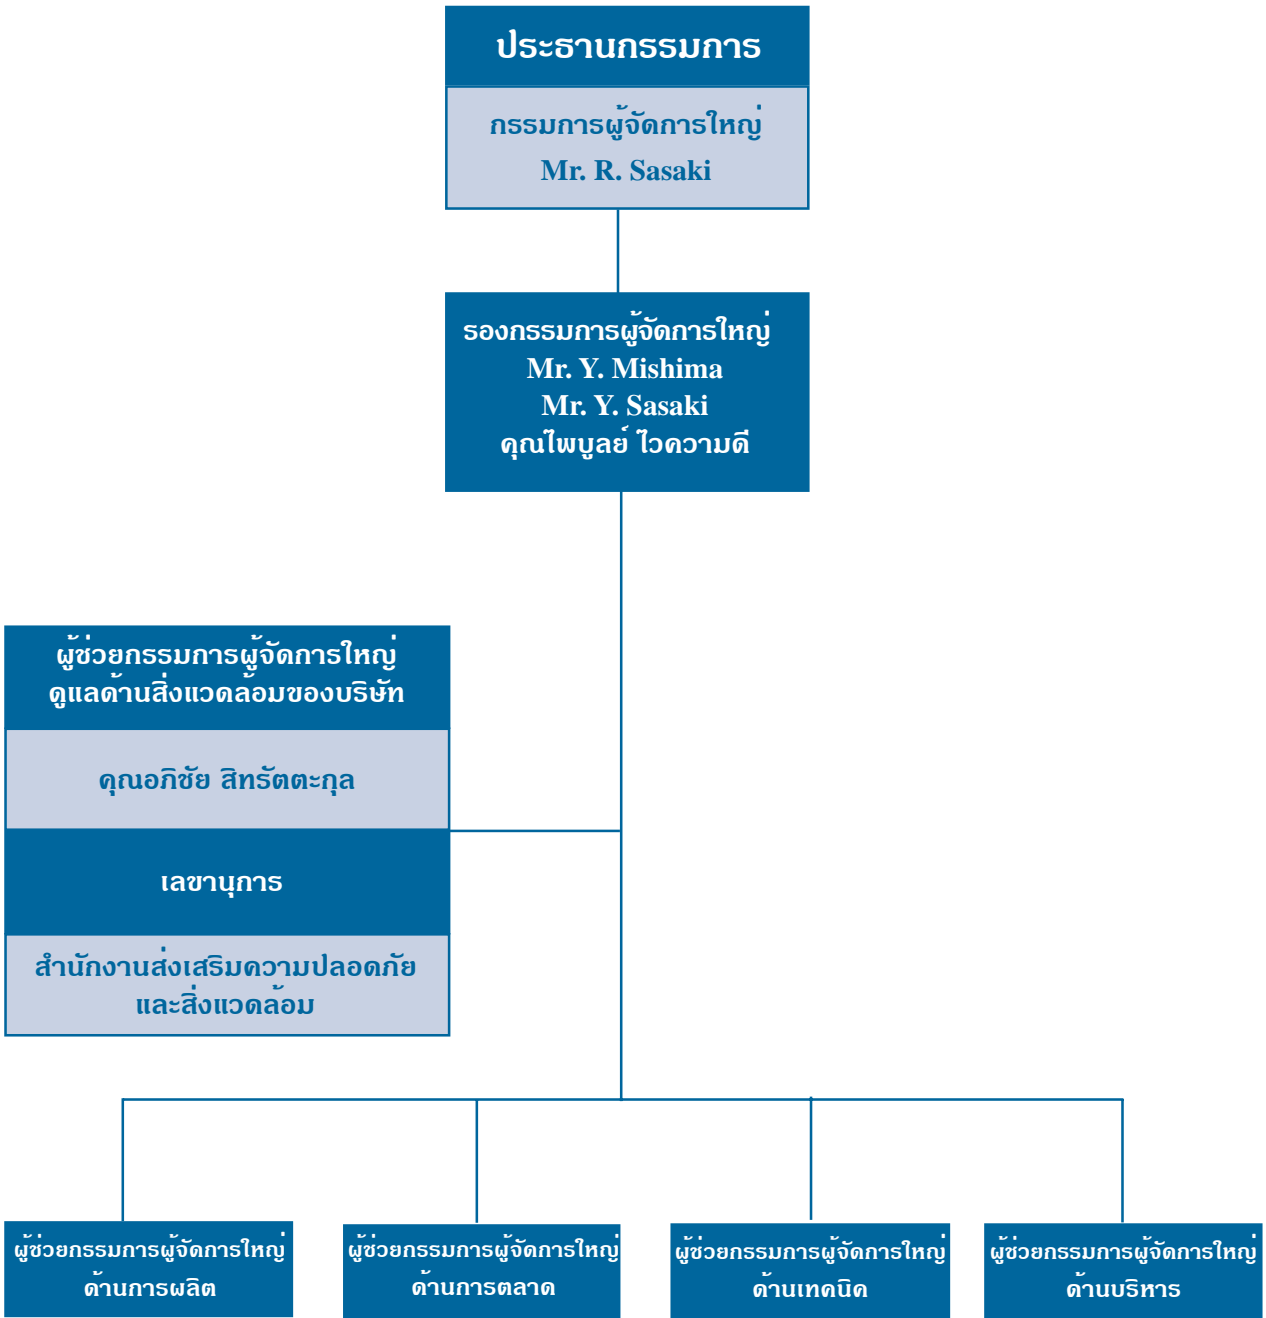 ประธานกรรมการ
กรรมการผู้จัดการใหญ่
Mr. R. Sasaki
รองกรรมการผู้จัดการใหญ่
Mr. Y. Mishima
Mr. Y. Sasaki
คุณไพบูลย์ ไวความดี
ผู้ช่วยกรรมการผู้จัดการใหญ่
ดูแลด้านสิ่งแวดล้อมของบริษัท
คุณอภิชัย สิทรัตตะกุล
เลขานุการ
สำนักงานส่งเสริมความปลอดภัย
และสิ่งแวดล้อม
ผู้ช่วยกรรมการผู้จัดการใหญ่
ด้านการผลิต
ผู้ช่วยกรรมการผู้จัดการใหญ่
ด้านการตลาด
ผู้ช่วยกรรมการผู้จัดการใหญ่
ด้านเทคนิค
ผู้ช่วยกรรมการผู้จัดการใหญ่
ด้านบริหาร